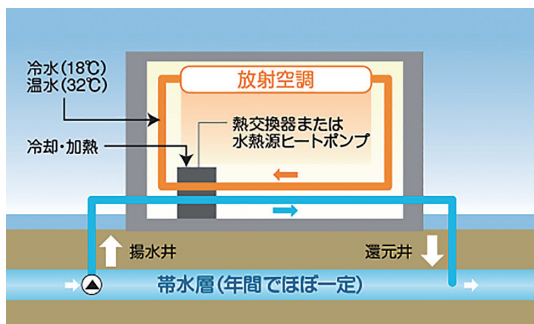 放射空調
冷水(18℃)
温水(32℃)
熱交換器または
水熱源ヒートポンプ
冷却・加熱
揚水井
還元井
帯水層(年間でほぼ一定)